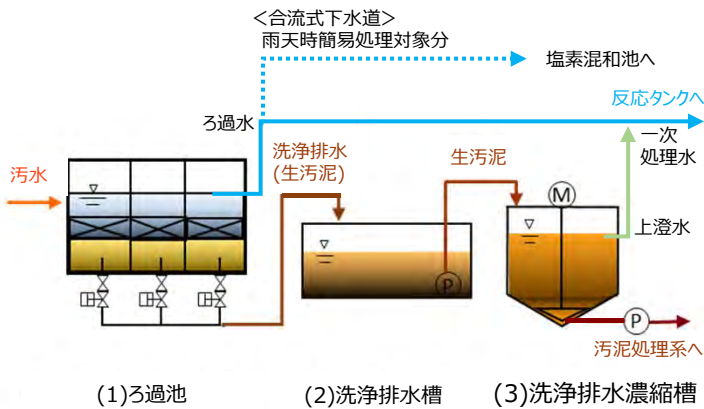 ＜合流式下水道＞
雨天時簡易処理対象分
塩素混和池へ
反応タンクへ
ろ過水
汚水
洗浄排水
(生汚泥)
生汚泥
一次
処理水
M
上澄水
P
P
汚泥処理系へ
(1)ろ過池
(2)洗浄排水槽
(3)洗浄排水濃縮槽